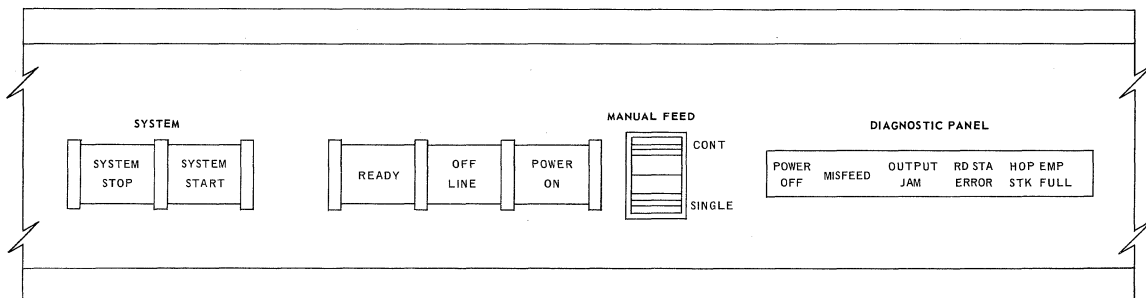 SYSTEM
SYSTEM STOP
SYSTEM START
READY
OFF LINE
POWER ON
MANUAL FEED
CONT
SINGLE
DIAGNOSTIC PANEL
POWER OFF
MISFEED
OUTPUT JAM
RD STA ERROR
HOP EMP
STK FULL